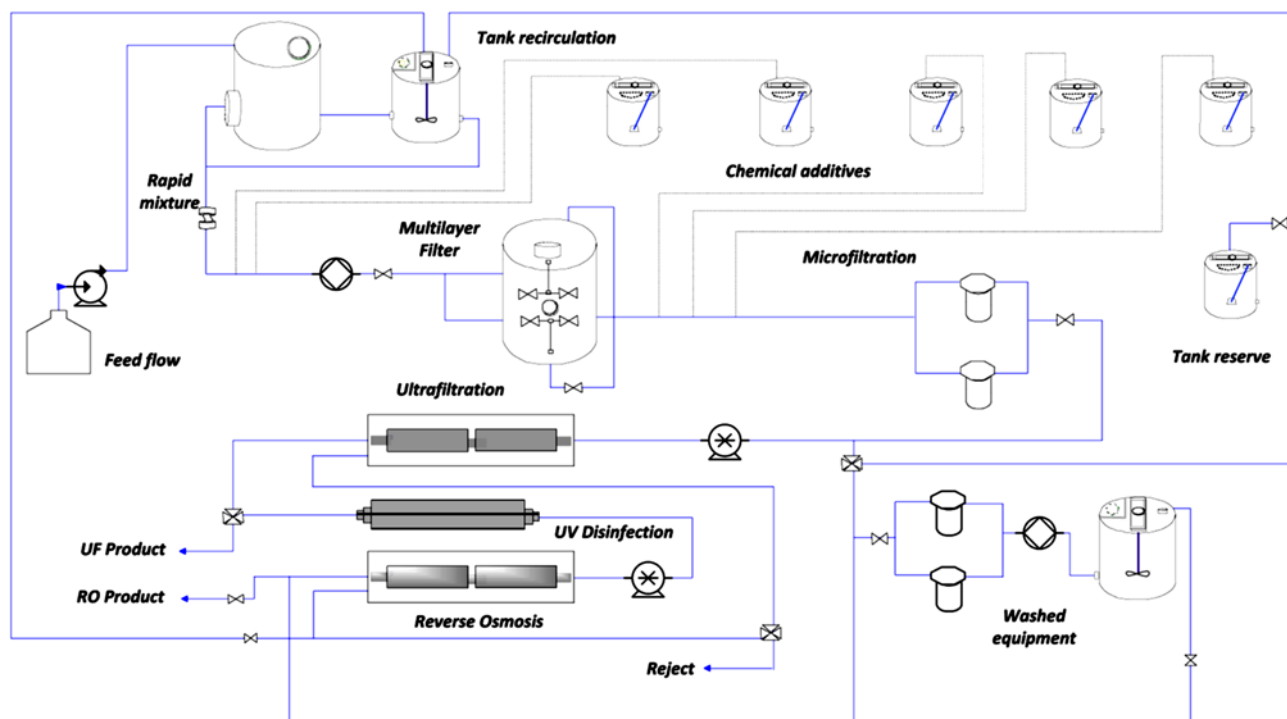 Tank recirculation
Chemical additives
Rapid
mixture
Multilayer
Filter
Microfiltration
Feed flow
Tank reserve
Ultrafiltration
UV Disfection
UF Product
RO Product
Reverse Osmosis
Washed
equipment
Reject